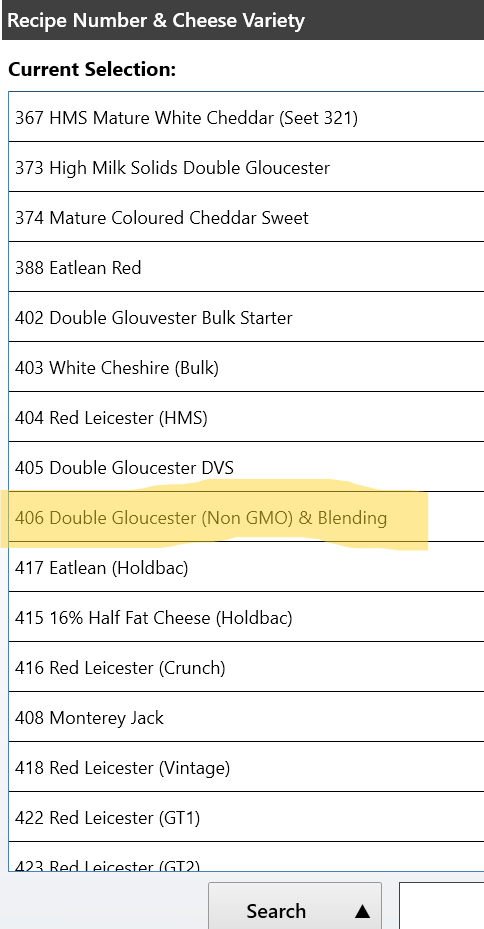 Recipe Number & Cheese Variety
Current Selection:
367 HMS Mature White Cheddar (Seet 321)
373 High Milk Solids Double Gloucester
374 Mature Coloured Cheddar Sweet
388 Eatlean Red
402 Double Glouvester Bulk Starter
403 White Cheshire (Bulk)
404 Red Leicester (HMS)
405 Double Gloucester DVS
406 Double Gloucester (Non GMO) & Blending
417 Eatlean (Holdbac)
415 16% Half Fat Cheese (Holdbac)
416 Red Leicester (Crunch)
408 Monterey Jack
418 Red Leicester (Vintage)
422 Red Leicester (GT1)
423 Red Leicester (GT2)
Search ▲